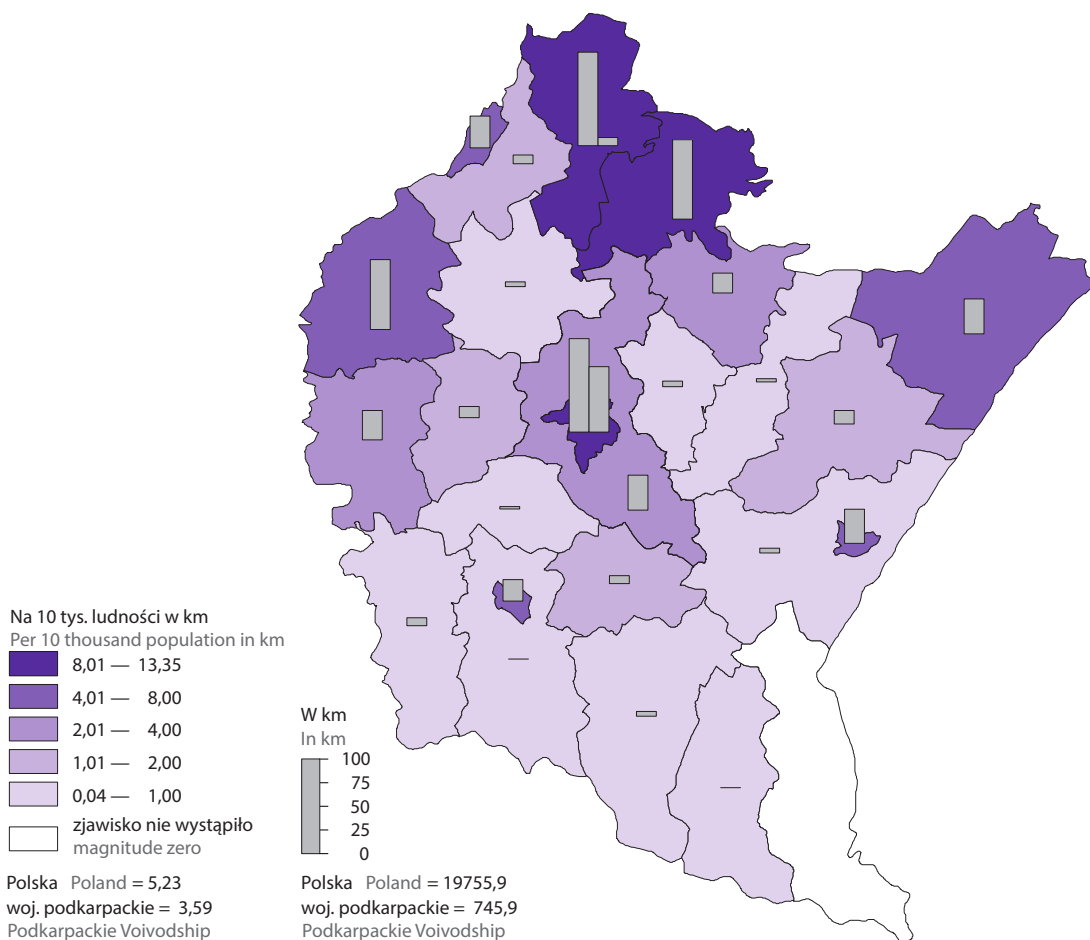 Na 10 tys. ludności w km
Per 10 thousand population in km
8,01 — 13,35
4,01 — 8,00
2,01 — 4,00
1,01 — 2,00
0,04 — 1,00
zjawisko nie wystąpiło
magnitude zero
Polska Poland = 5,23
woj. podkarpackie = 3,59
Podkarpackie Voivodship
W km
In km
100
75
50
25
0
Polska Poland = 19755,9
woj. podkarpackie = 745,9
Podkarpackie Voivodship